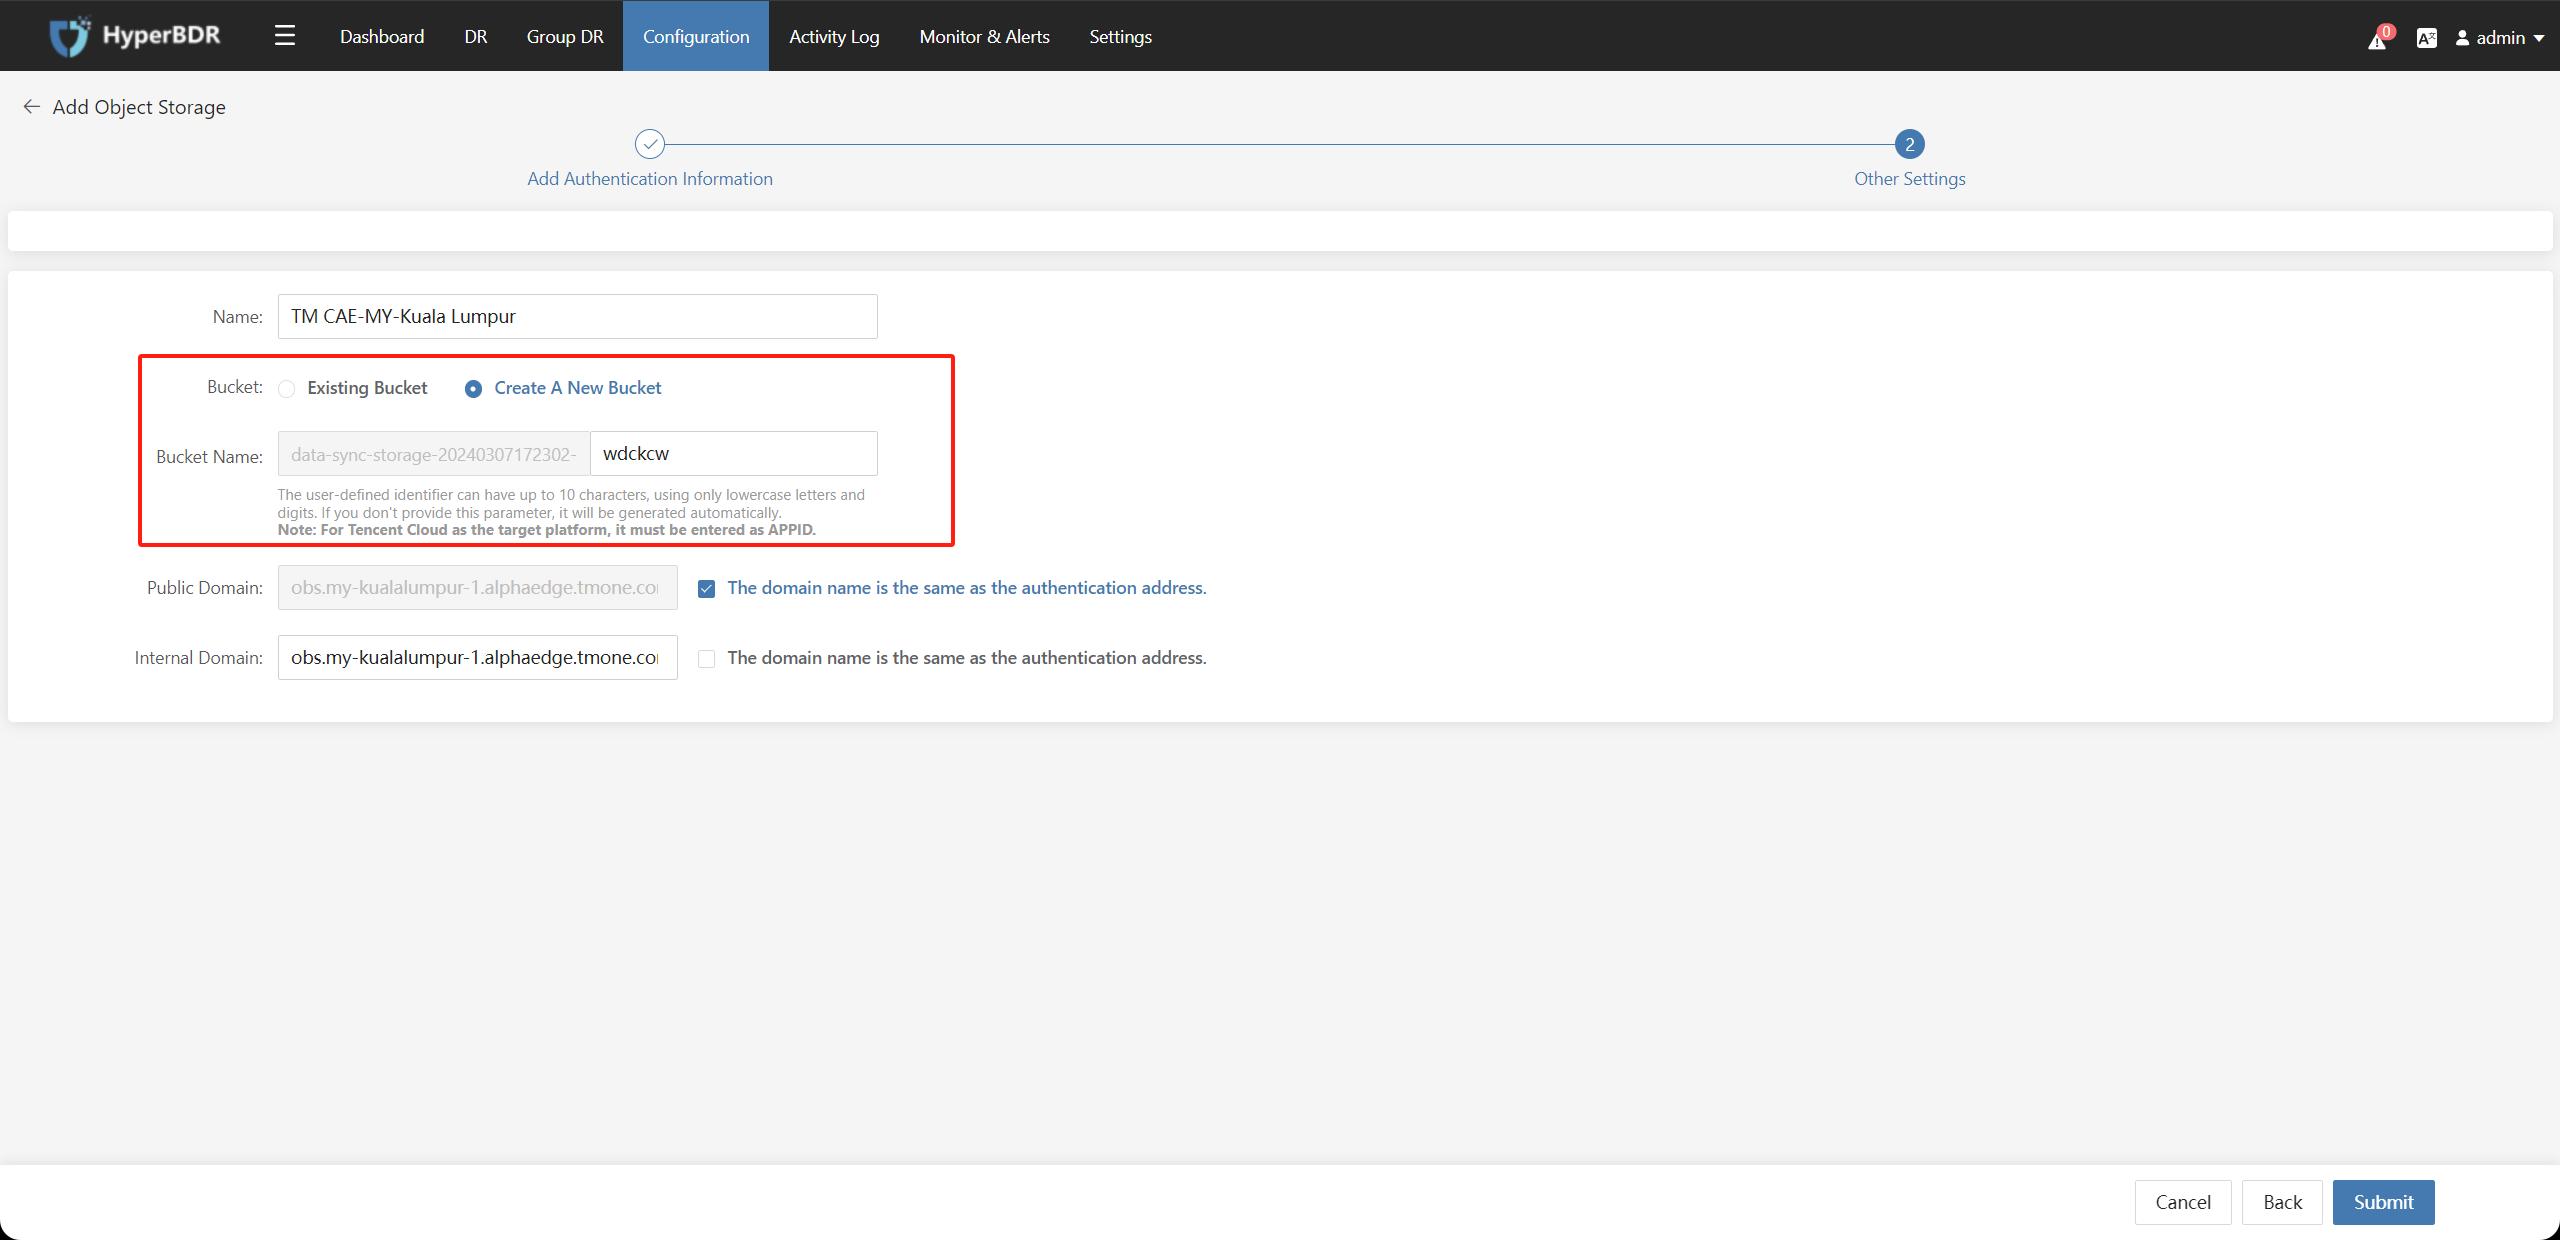 HyperBDR
Dashboard
DR
Group DR
Configuration
Activity Log
Monitor & Alerts
Settings
0
admin
Add Object Storage
2
Add Authentication Information
Other Settings
Name: TM CAE-MY-Kuala Lumpur
Bucket: Existing Bucket Create A New Bucket
Bucket Name: data-sync-storage-20240307172302- wdckcw
The user-defined identifier can have up to 10 characters, using only lowercase letters and
digits. If you don't provide this parameter, it will be generated automatically.
Note: For Tencent Cloud as the target platform, it must be entered as APPID.
Public Domain: obs.my-kualalumpur-1.alphaedge.tmone.co The domain name is the same as the authentication address.
Internal Domain: obs.my-kualalumpur-1.alphaedge.tmone.co The domain name is the same as the authentication address.
Cancel
Back
Submit